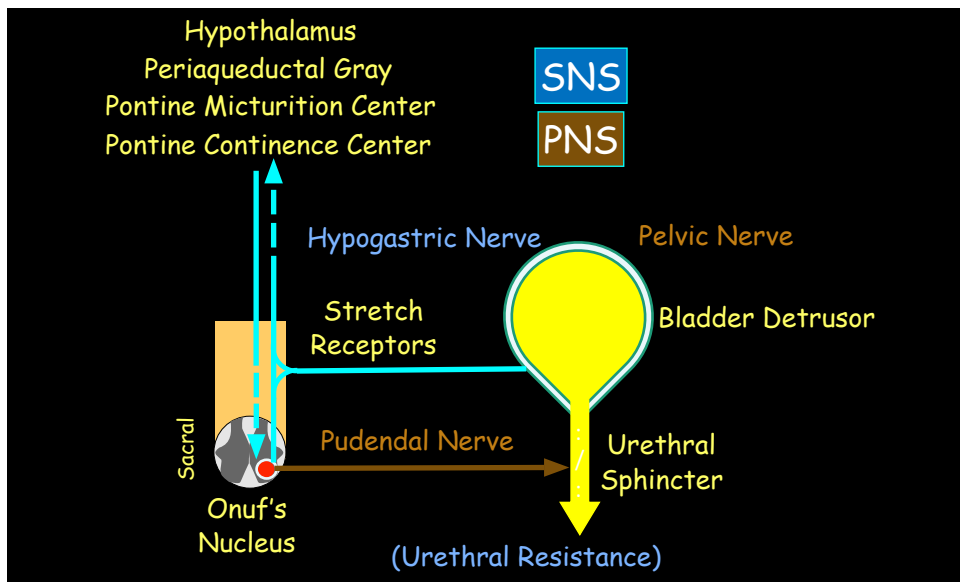 Hypothalamus
Periaqueductal Gray
Pontine Micturition Center
Pontine Continence Center
SNS
PNS
Hypogastric Nerve
Pelvic Nerve
Stretch
Receptors
Bladder Detrusor
Sacral
Pudendal Nerve
Urethral
Sphincter
Onuf's
Nucleus
(Urethral Resistance)